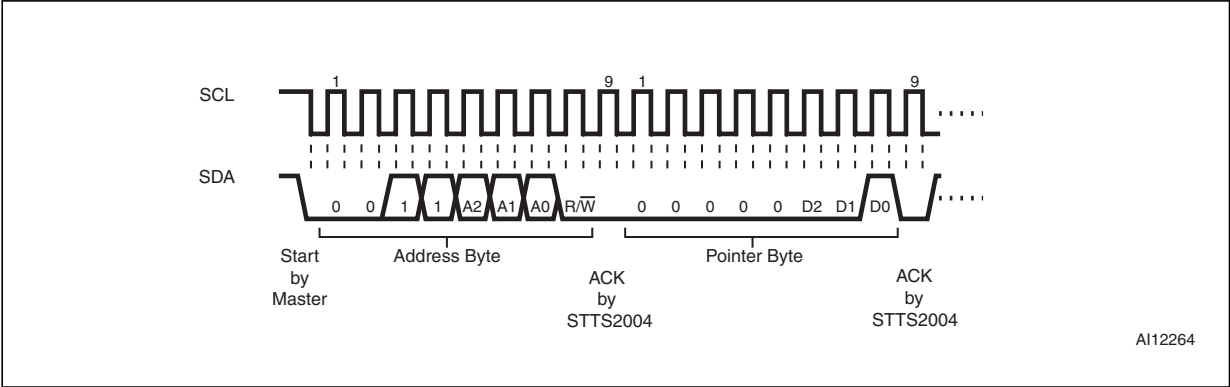 1 9 1 9
SCL
SDA
0 0 1 1 A2 A1 A0 R/W̅ 0 0 0 0 0 D2 D1 D0
Start
by
Master
Address Byte
ACK
by
STTS2004
Pointer Byte
ACK
by
STTS2004
AI12264